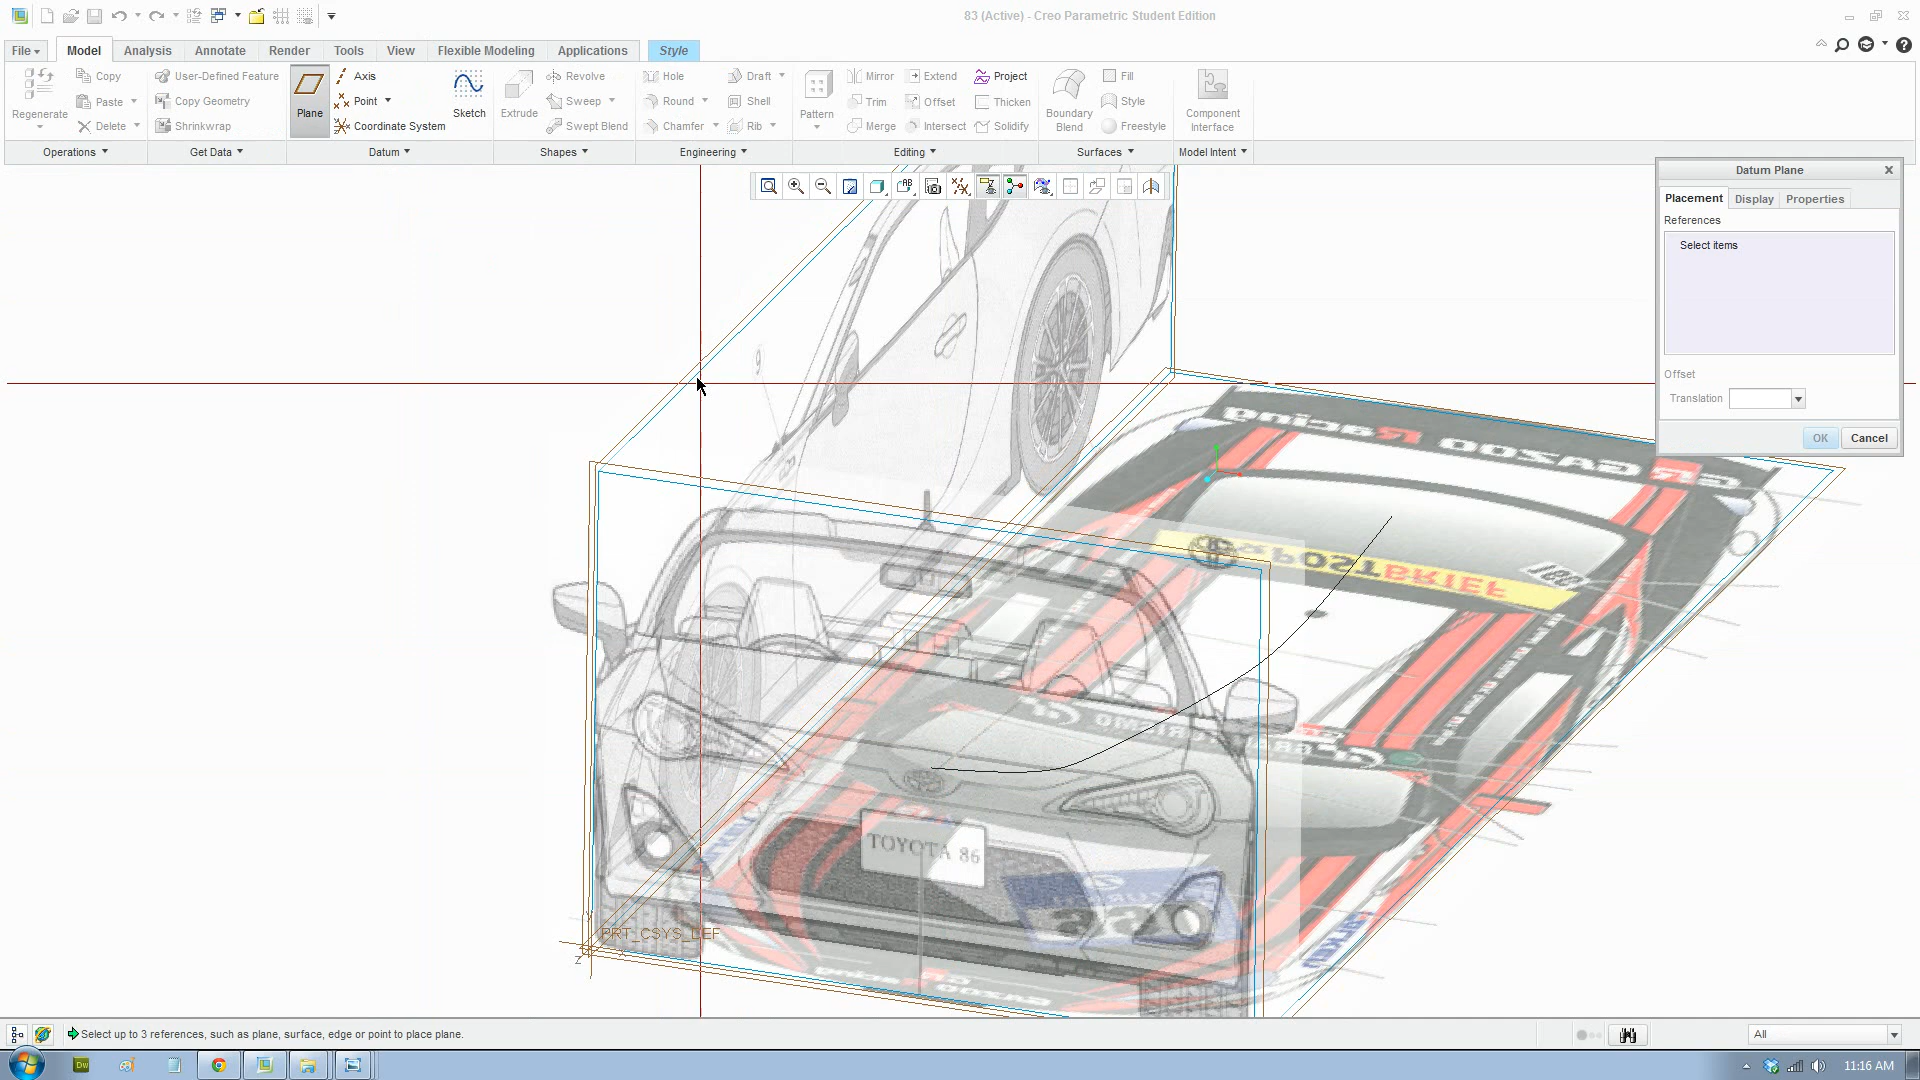 83 (Active) - Creo Parametric Student Edition
File Model Analysis Annotate Render Tools View Flexible Modeling Applications Style
Regenerate
Copy
Paste
Delete
User-Defined Feature
Copy Geometry
Shrinkwrap
Plane
Axis
Point
Coordinate System
Sketch
Extrude
Revolve
Sweep
Swept Blend
Hole
Round
Chamfer
Draft
Shell
Rib
Pattern
Mirror
Trim
Merge
Extend
Offset
Intersect
Project
Thicken
Solidify
Boundary
Blend
Fill
Style
Freestyle
Component
Interface
Operations Get Data Datum Shapes Engineering Editing Surfaces Model Intent
Datum Plane
Placement Display Properties
References
Select items
Offset
Translation
OK Cancel
GAZOO Racing
POSTBRIEF
TOYOTA 86
PRT_CSYS_DEF
Z
Select up to 3 references, such as plane, surface, edge or point to place plane.
All
Dw
11:16 AM